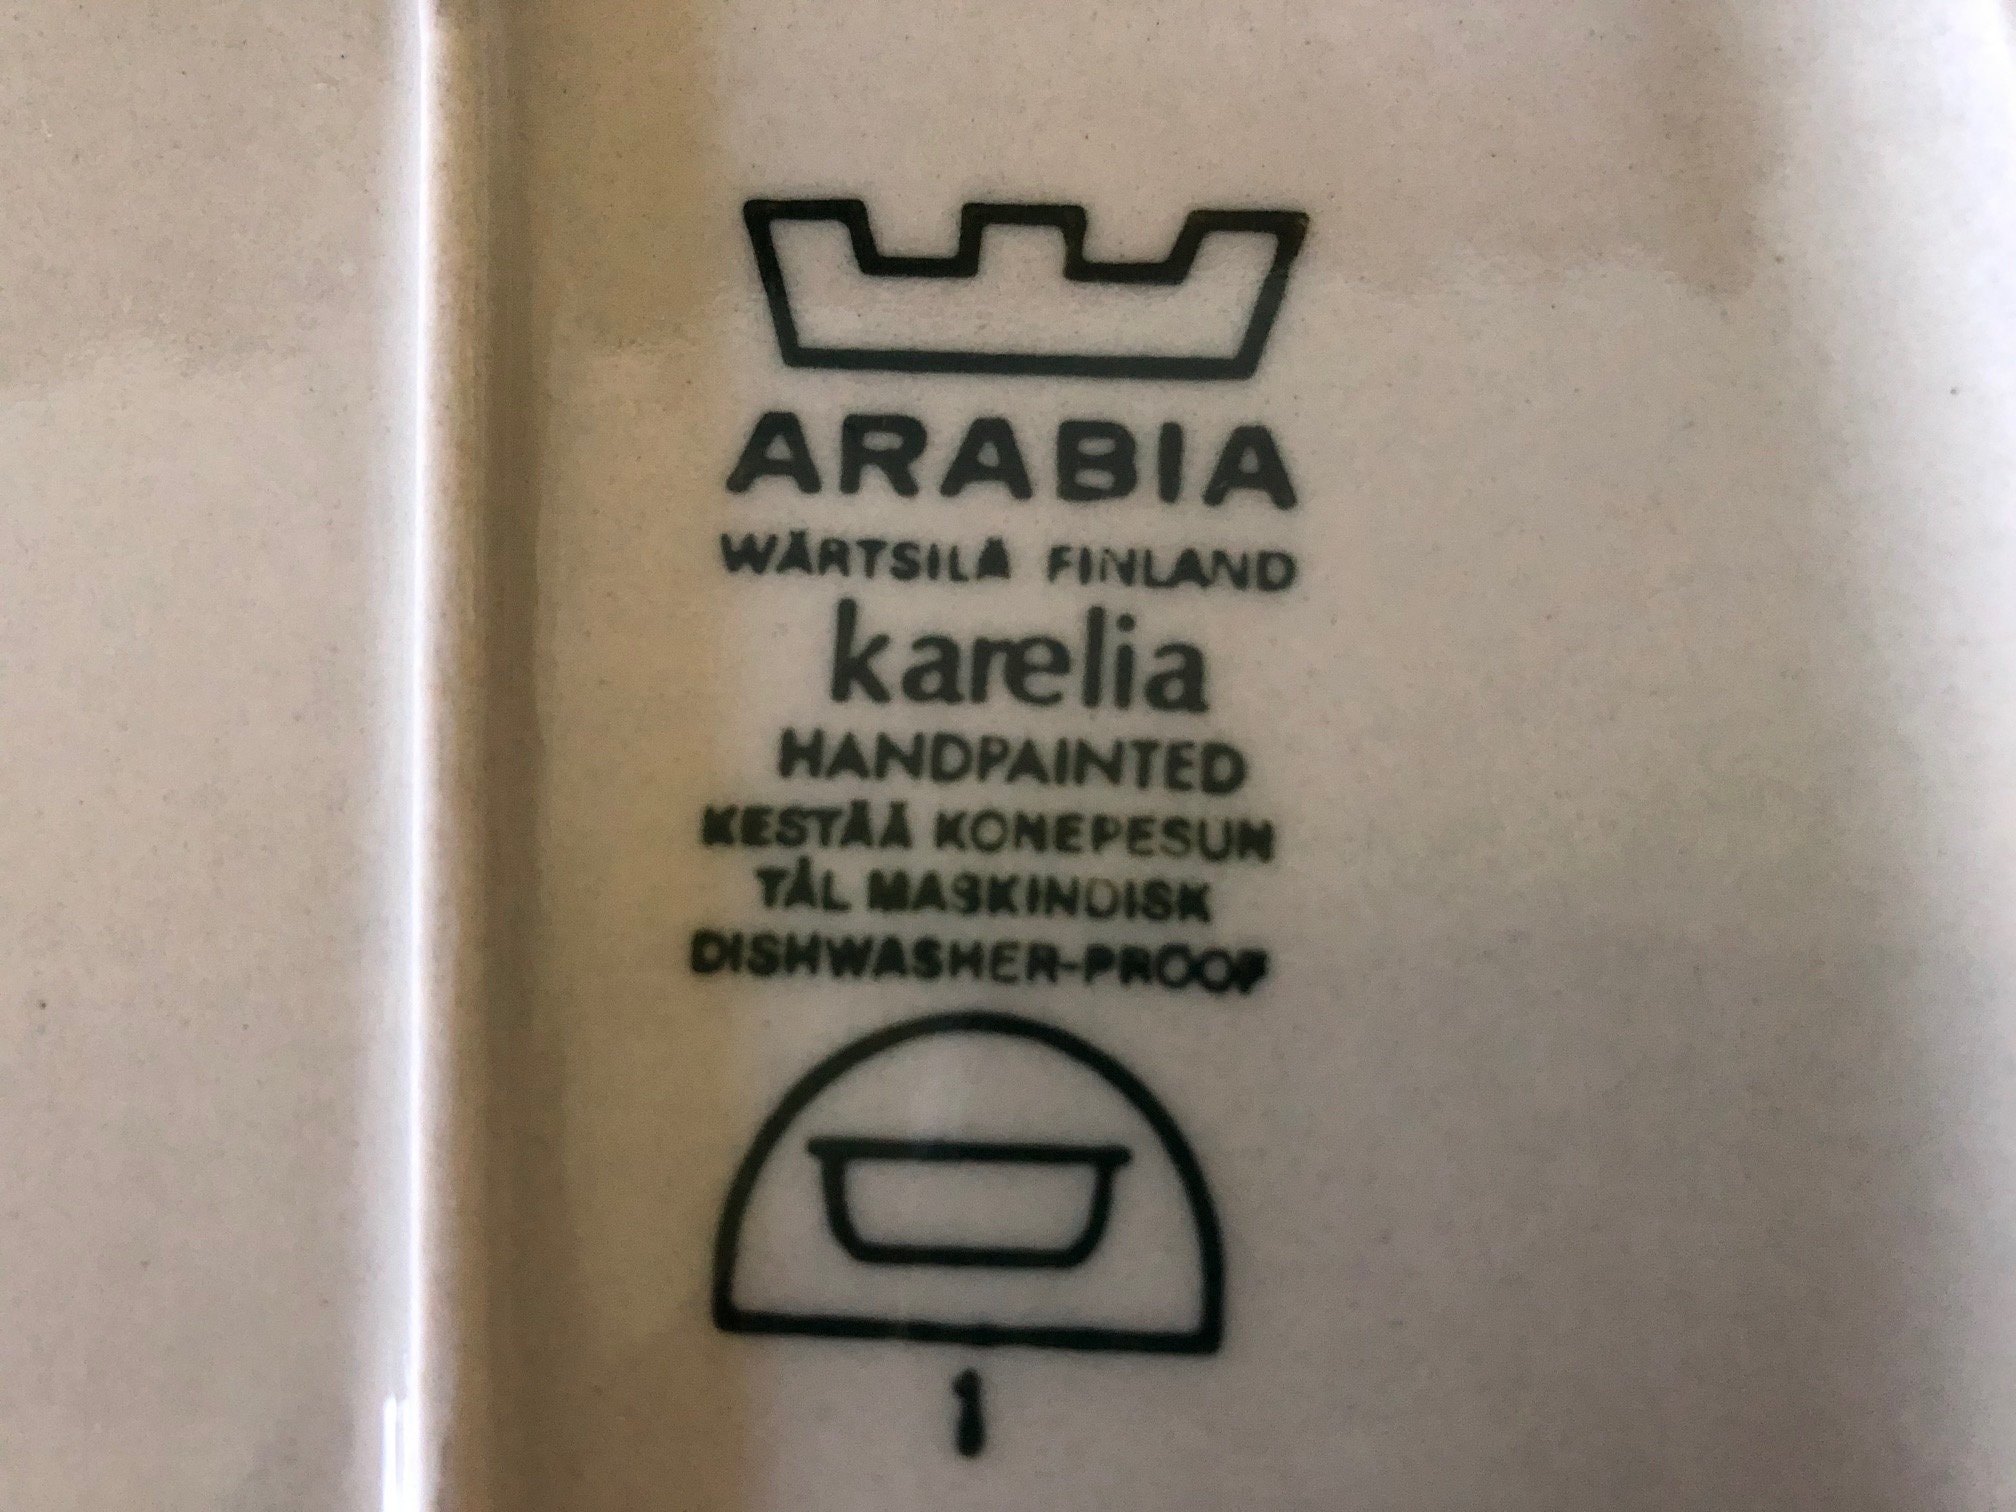 ARABIA
WÄRTSILÄ FINLAND
karelia
HANDPAINTED
KESTÄÄ KONEPESUN
TÅL MASKINDISK
DISHWASHER-PROOF
1